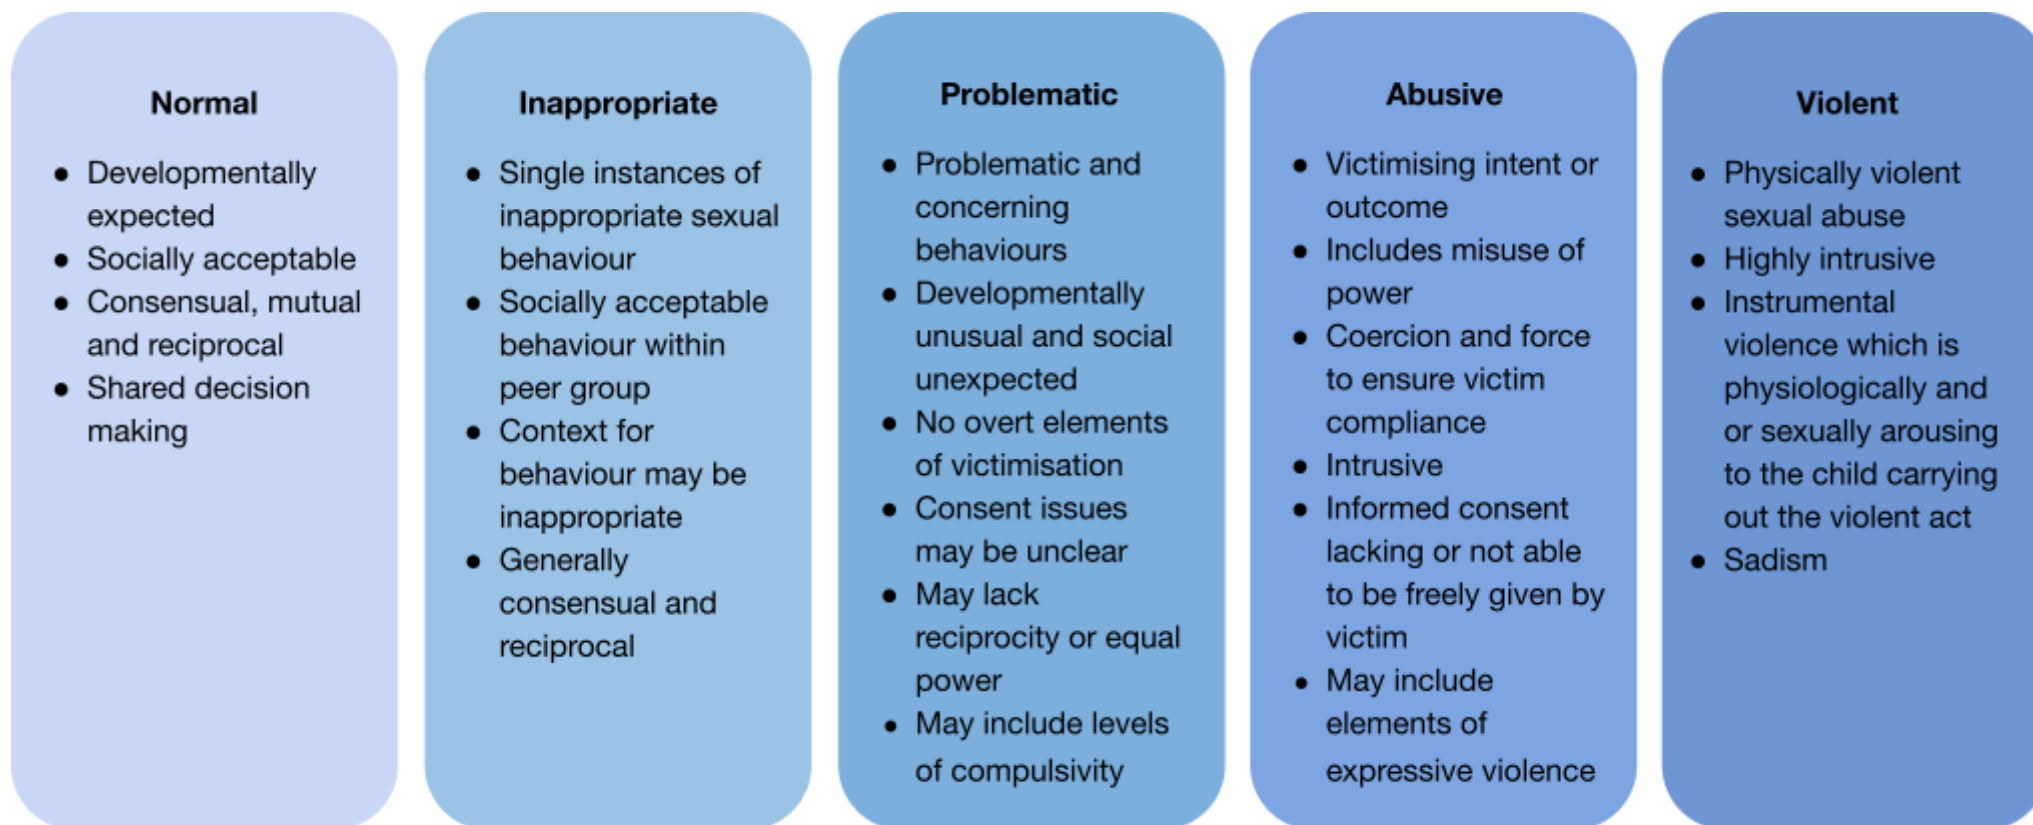 Normal
● Developmentally
expected
● Socially acceptable
● Consensual, mutual
and reciprocal
● Shared decision
making
Inappropriate
● Single instances of
inappropriate sexual
behaviour
● Socially acceptable
behaviour within
peer group
● Context for
behaviour may be
inappropriate
● Generally
consensual and
reciprocal
Problematic
● Problematic and
concerning
behaviours
● Developmentally
unusual and social
unexpected
● No overt elements
of victimisation
● Consent issues
may be unclear
● May lack
reciprocity or equal
power
● May include levels
of compulsivity
Abusive
● Victimising intent or
outcome
● Includes misuse of
power
● Coercion and force
to ensure victim
compliance
● Intrusive
● Informed consent
lacking or not able
to be freely given by
victim
● May include
elements of
expressive violence
Violent
● Physically violent
sexual abuse
● Highly intrusive
● Instrumental
violence which is
physiologically and
or sexually arousing
to the child carrying
out the violent act
● Sadism